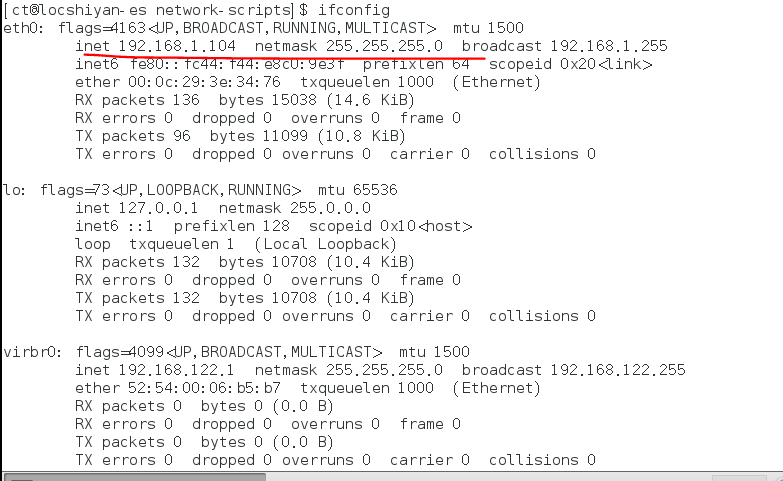 [ct@locshiyan-es network-scripts]$ ifconfig
eth0: flags=4163<UP,BROADCAST,RUNNING,MULTICAST>  mtu 1500
        inet 192.168.1.104  netmask 255.255.255.0  broadcast 192.168.1.255
        inet6 fe80::fc44:f44:e8c0:9e3f  prefixlen 64  scopeid 0x20<link>
        ether 00:0c:29:3e:34:76  txqueuelen 1000  (Ethernet)
        RX packets 136  bytes 15038 (14.6 KiB)
        RX errors 0  dropped 0  overruns 0  frame 0
        TX packets 96  bytes 11099 (10.8 KiB)
        TX errors 0  dropped 0 overruns 0  carrier 0  collisions 0
lo: flags=73<UP,LOOPBACK,RUNNING>  mtu 65536
        inet 127.0.0.1  netmask 255.0.0.0
        inet6 ::1  prefixlen 128  scopeid 0x10<host>
        loop  txqueuelen 1  (Local Loopback)
        RX packets 132  bytes 10708 (10.4 KiB)
        RX errors 0  dropped 0  overruns 0  frame 0
        TX packets 132  bytes 10708 (10.4 KiB)
        TX errors 0  dropped 0 overruns 0  carrier 0  collisions 0
virbr0: flags=4099<UP,BROADCAST,MULTICAST>  mtu 1500
        inet 192.168.122.1  netmask 255.255.255.0  broadcast 192.168.122.255
        ether 52:54:00:06:b5:b7  txqueuelen 1000  (Ethernet)
        RX packets 0  bytes 0 (0.0 B)
        RX errors 0  dropped 0  overruns 0  frame 0
        TX packets 0  bytes 0 (0.0 B)
        TX errors 0  dropped 0 overruns 0  carrier 0  collisions 0